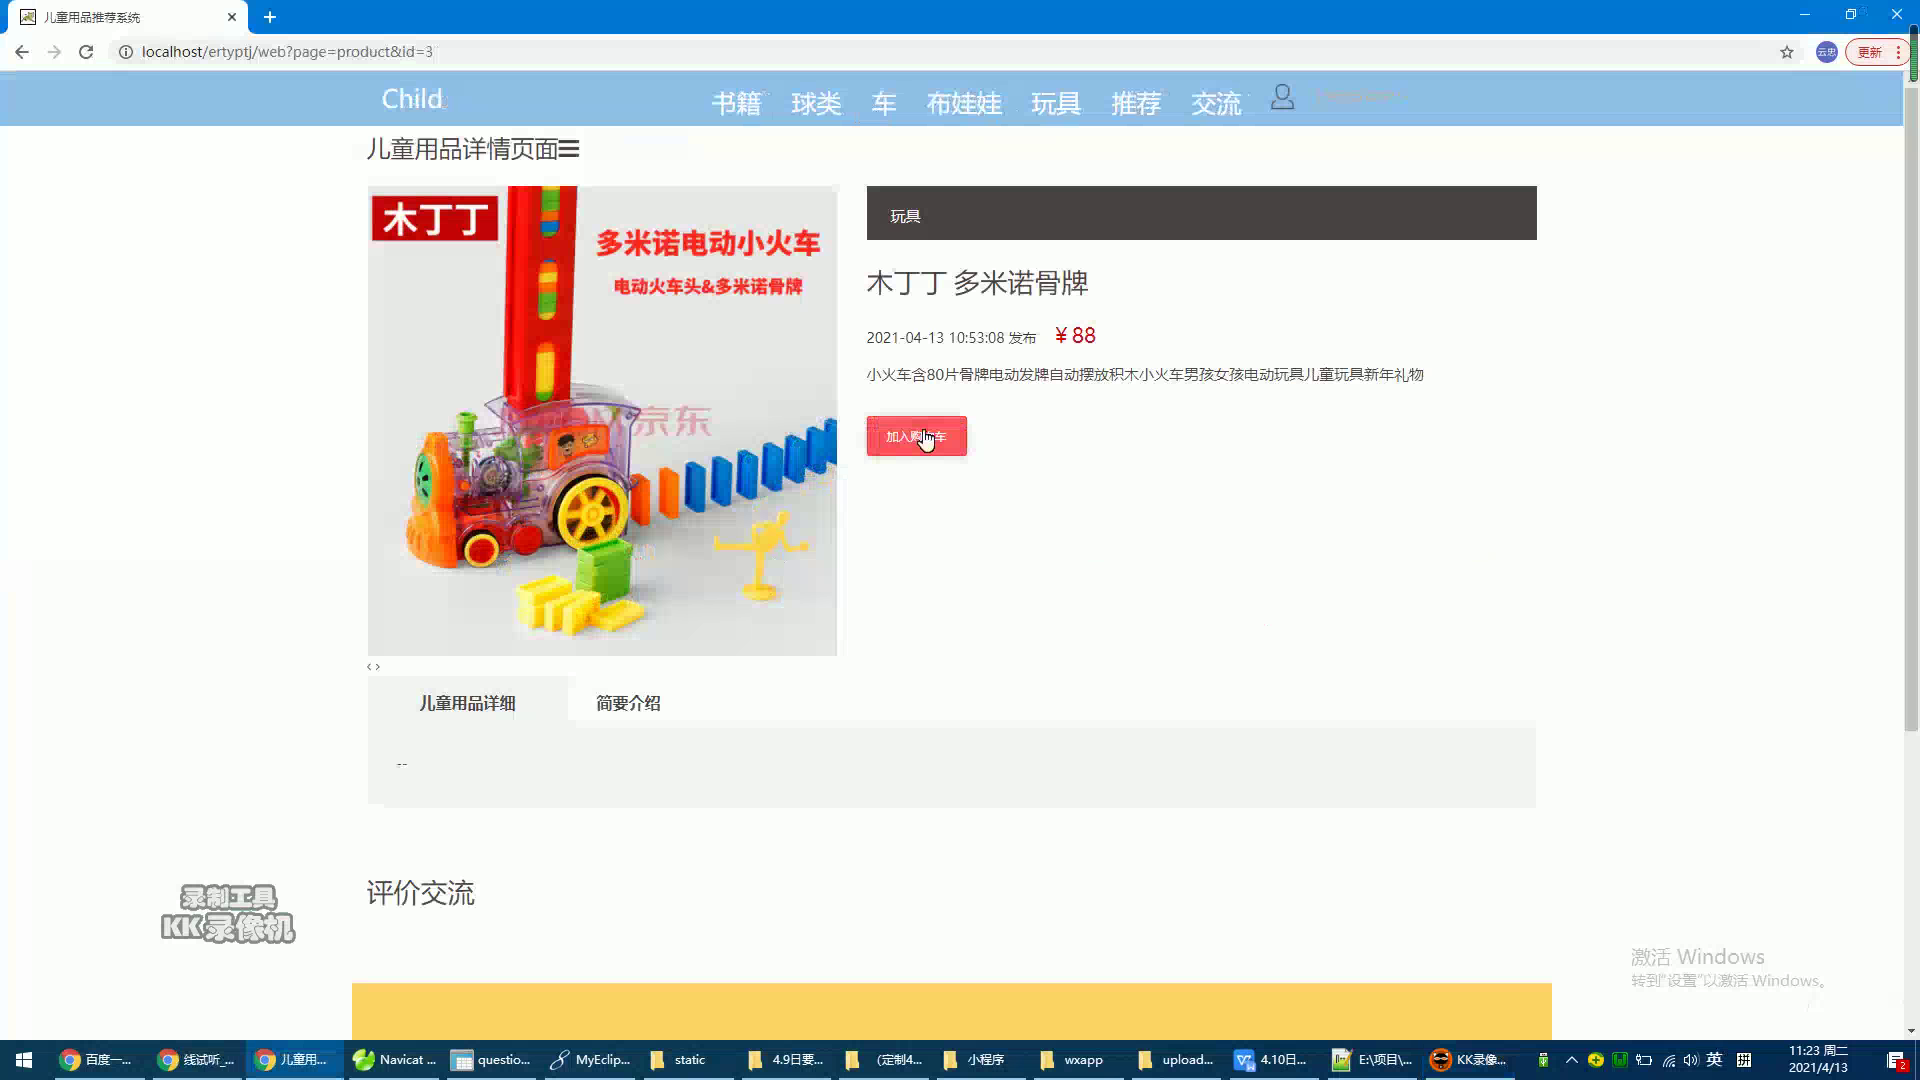 儿童用品推荐系统
localhost/ertyptj/web?page=product&id=3
云忠
更新
Child
书籍
球类
车
布娃娃
玩具
推荐
交流
儿童用品详情页面
木丁丁
多米诺电动小火车
电动火车头&多米诺骨牌
京东
玩具
木丁丁 多米诺骨牌
2021-04-13 10:53:08 发布
¥ 88
小火车含80片骨牌电动发牌自动摆放积木小火车男孩女孩电动玩具儿童玩具新年礼物
加入购车
儿童用品详细
简要介绍
--
评价交流
录制工具
KK录像机
激活 Windows
转到"设置"以激活 Windows。
百度一...
线试听_...
儿童用...
Navicat ...
questio...
MyEclip...
static
4.9日要...
(定制4...
小程序
wxapp
upload...
4.10日...
E:\项目\...
KK录像...
英
拼
11:23 周二
2021/4/13
2